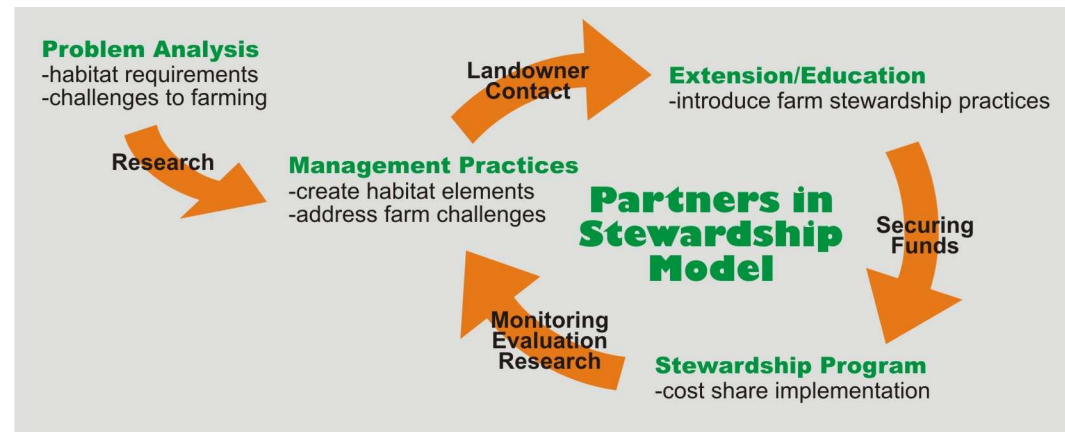 Problem Analysis
-habitat requirements
-challenges to farming
Research
Management Practices
-create habitat elements
-address farm challenges
Landowner
Contact
Extension/Education
-introduce farm stewardship practices
Securing
Funds
Stewardship Program
-cost share implementation
Monitoring
Evaluation
Research
Partners in
Stewardship
Model